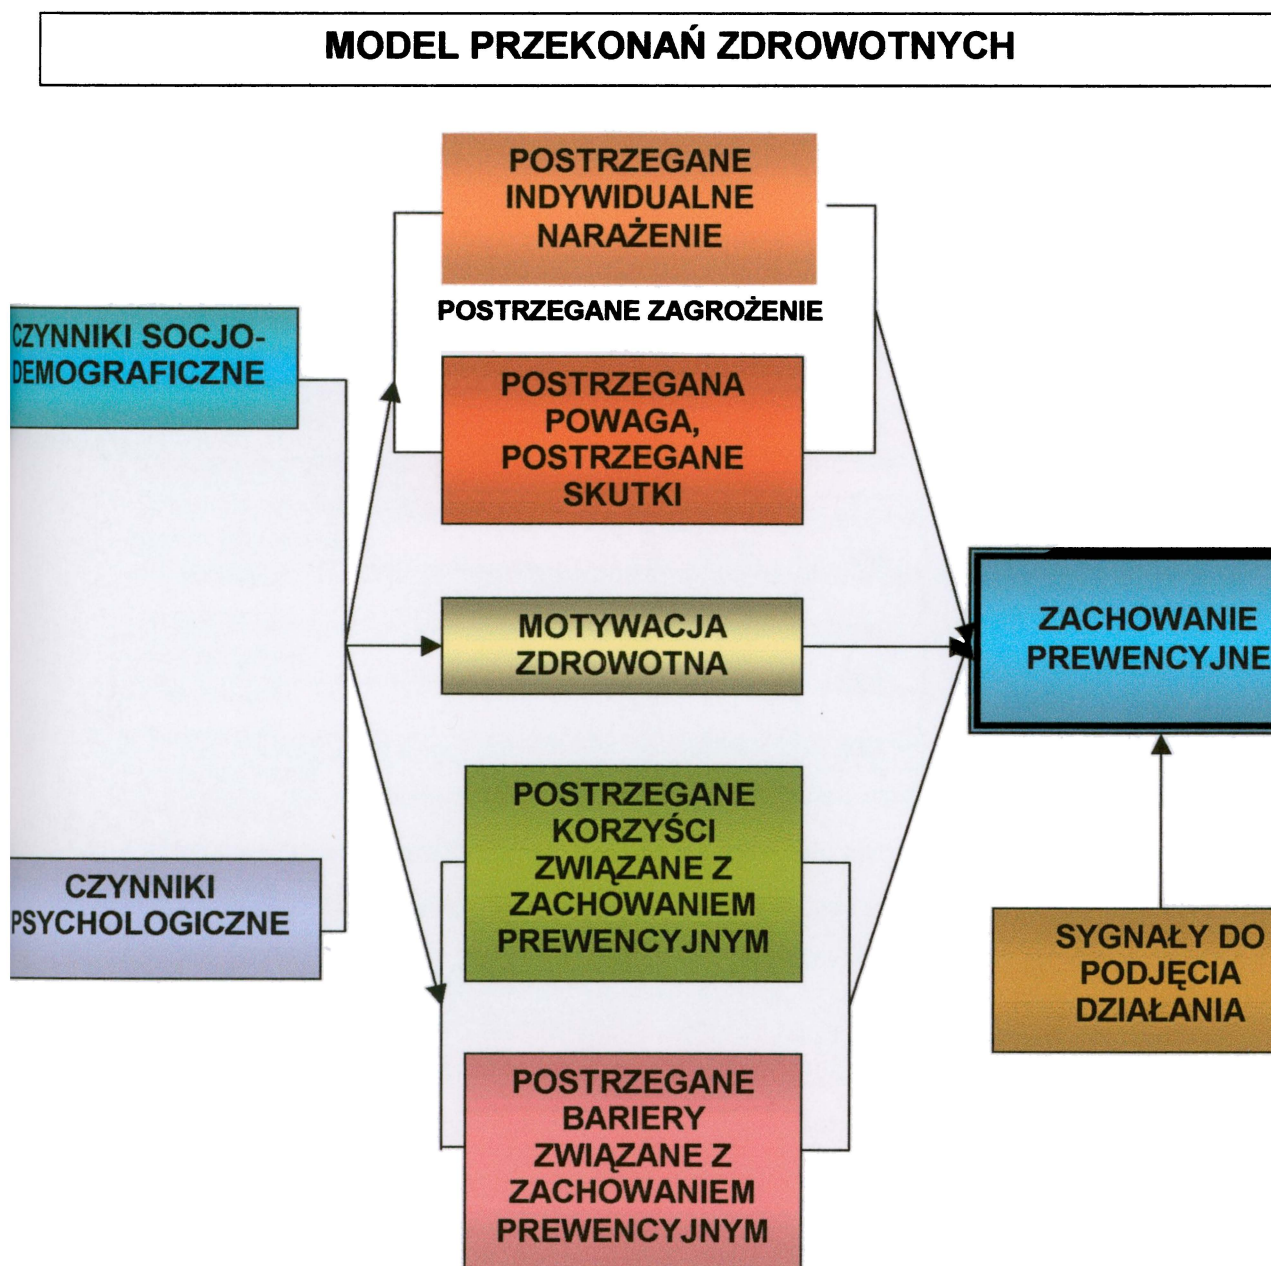 MODEL PRZEKONAŃ ZDROWOTNYCH
POSTRZEGANE
INDYWIDUALNE
NARAŻENIE
POSTRZEGANE ZAGROŻENIE
CZYNNIKI SOCJO-
DEMOGRAFICZNE
POSTRZEGANA
POWAGA,
POSTRZEGANE
SKUTKI
MOTYWACJA
ZDROWOTNA
ZACHOWANIE
PREWENCYJNE
POSTRZEGANE
KORZYŚCI
ZWIĄZANE Z
ZACHOWANIEM
PREWENCYJNYM
CZYNNIKI
PSYCHOLOGICZNE
SYGNAŁY DO
PODJĘCIA
DZIAŁANIA
POSTRZEGANE
BARIERY
ZWIĄZANE Z
ZACHOWANIEM
PREWENCYJNYM